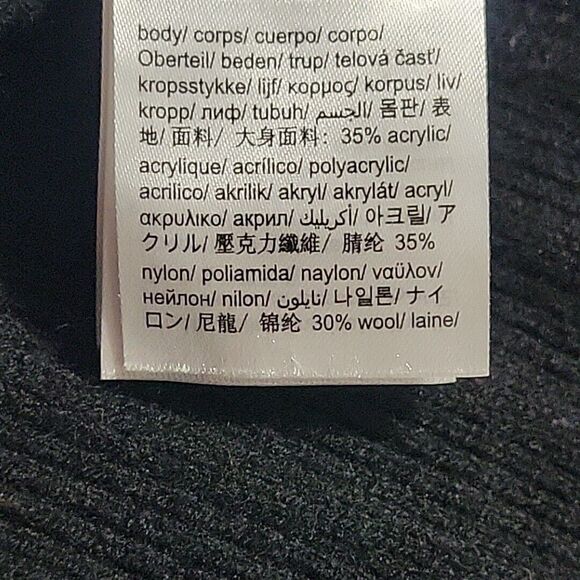 body/ corps/ cuerpo/ corpo/
Oberteil/ beden/ trup/ telová časť/
kropsstykke/ lijf/ κορμος/ korpus/ liv/
kropp/ лиф/ tubuh/ الجسم/ 몸판/ 表
地/ 面料/ 大身面料: 35% acrylic/
acrylique/ acrílico/ polyacrylic/
acrilico/ akrilik/ akryl/ akrylát/ acryl/
ακρυλικο/ акрил/ أكريليك/ 아크릴/ ア
クリル/ 壓克力纖維/ 腈纶 35%
nylon/ poliamida/ naylon/ ναϋλον/
нейлон/ nilon/ نايلون/ 나일론/ ナイ
ロン/ 尼龍/ 锦纶 30% wool/ laine/